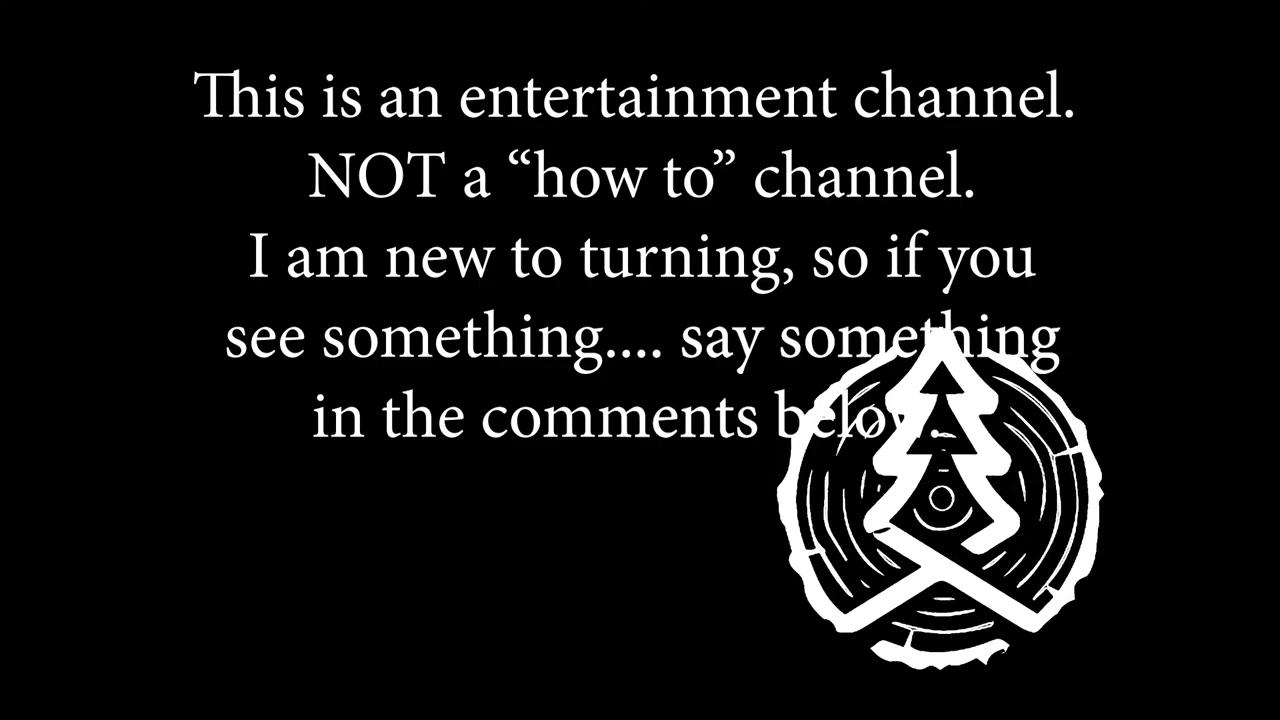 This is an entertainment channel.
NOT a “how to” channel.
I am new to turning, so if you
see something.... say something
in the comments below.